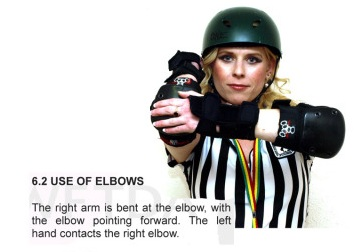 6.2 USE OF ELBOWS
The right arm is bent at the elbow, with
the elbow pointing forward. The left
hand contacts the right elbow.